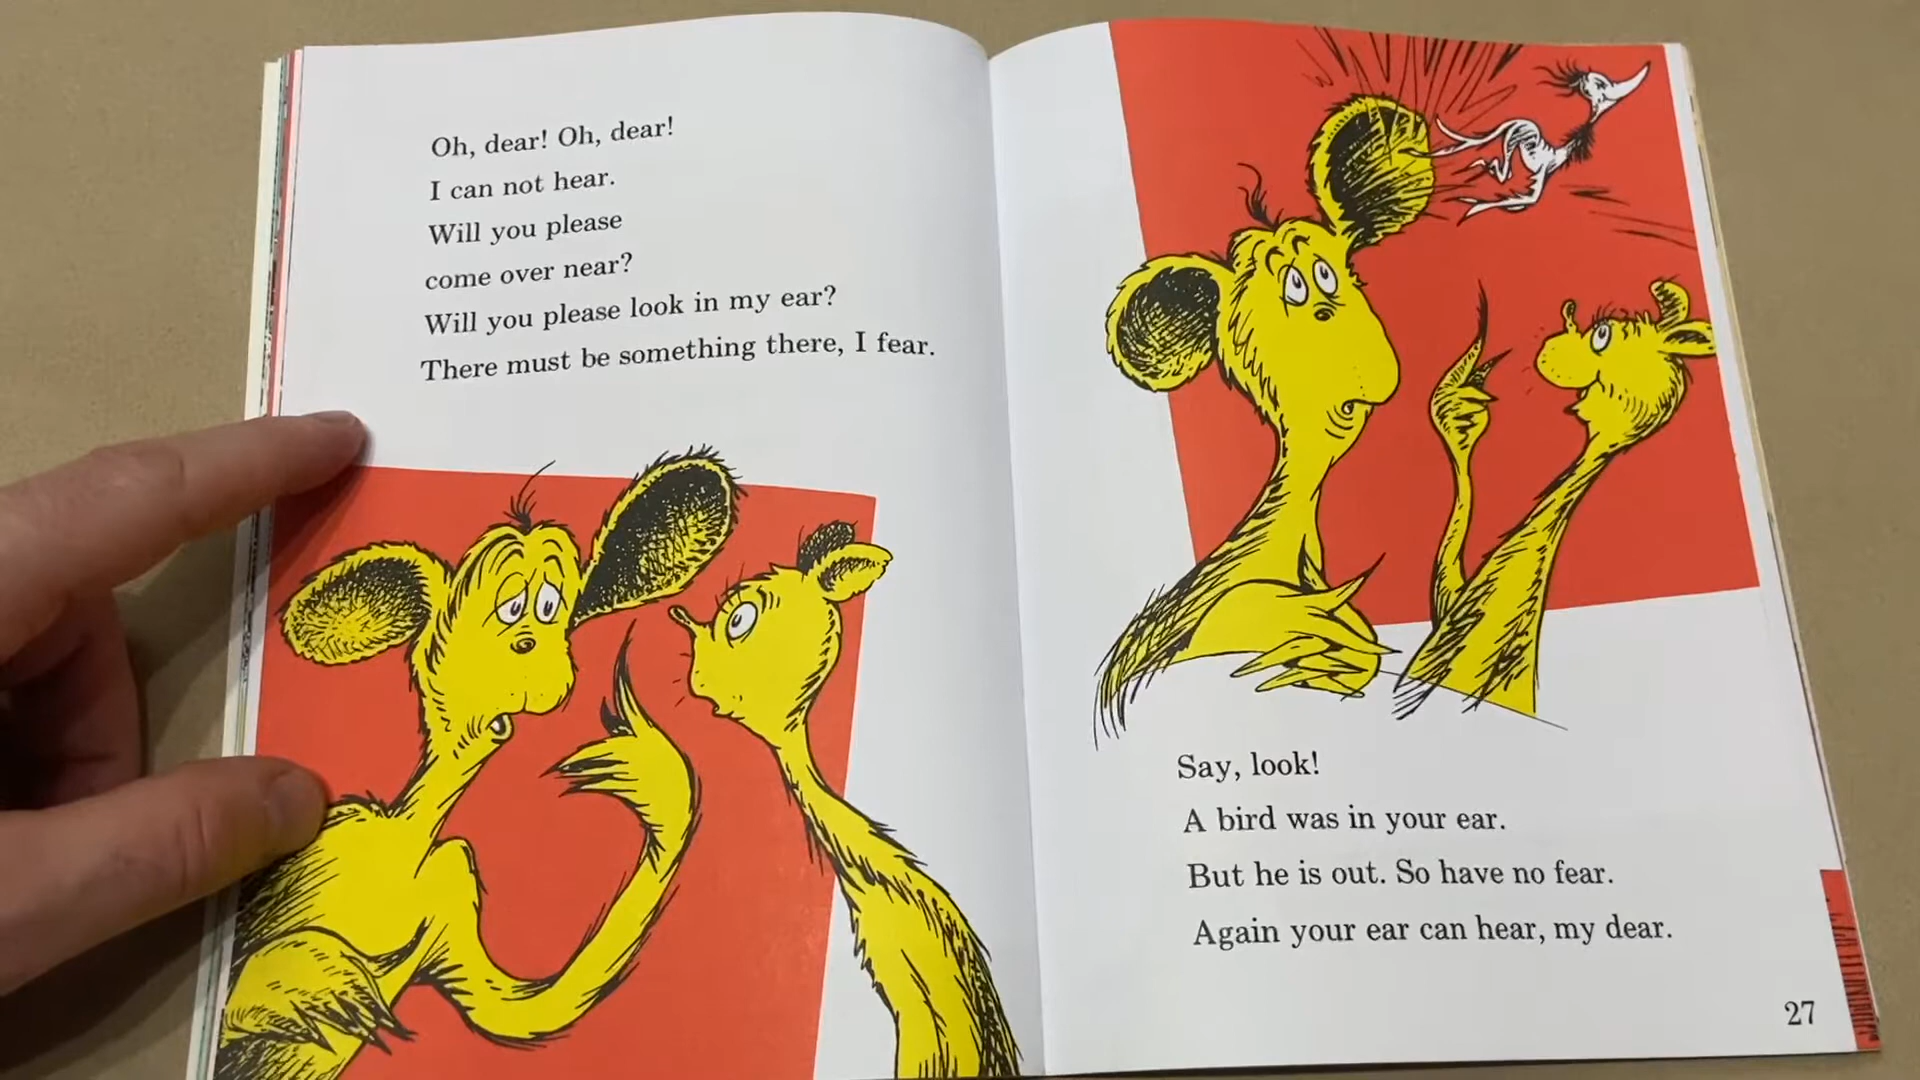 Oh, dear! Oh, dear!
I can not hear.
Will you please
come over near?
Will you please look in my ear?
There must be something there, I fear.
Say, look!
A bird was in your ear.
But he is out. So have no fear.
Again your ear can hear, my dear.
27